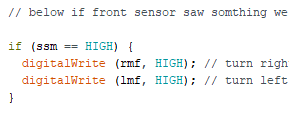 // below if front sensor saw somthing we
if (ssm == HIGH) {
digitalWrite (rmf, HIGH); // turn righ
digitalWrite (lmf, HIGH); // turn left
}